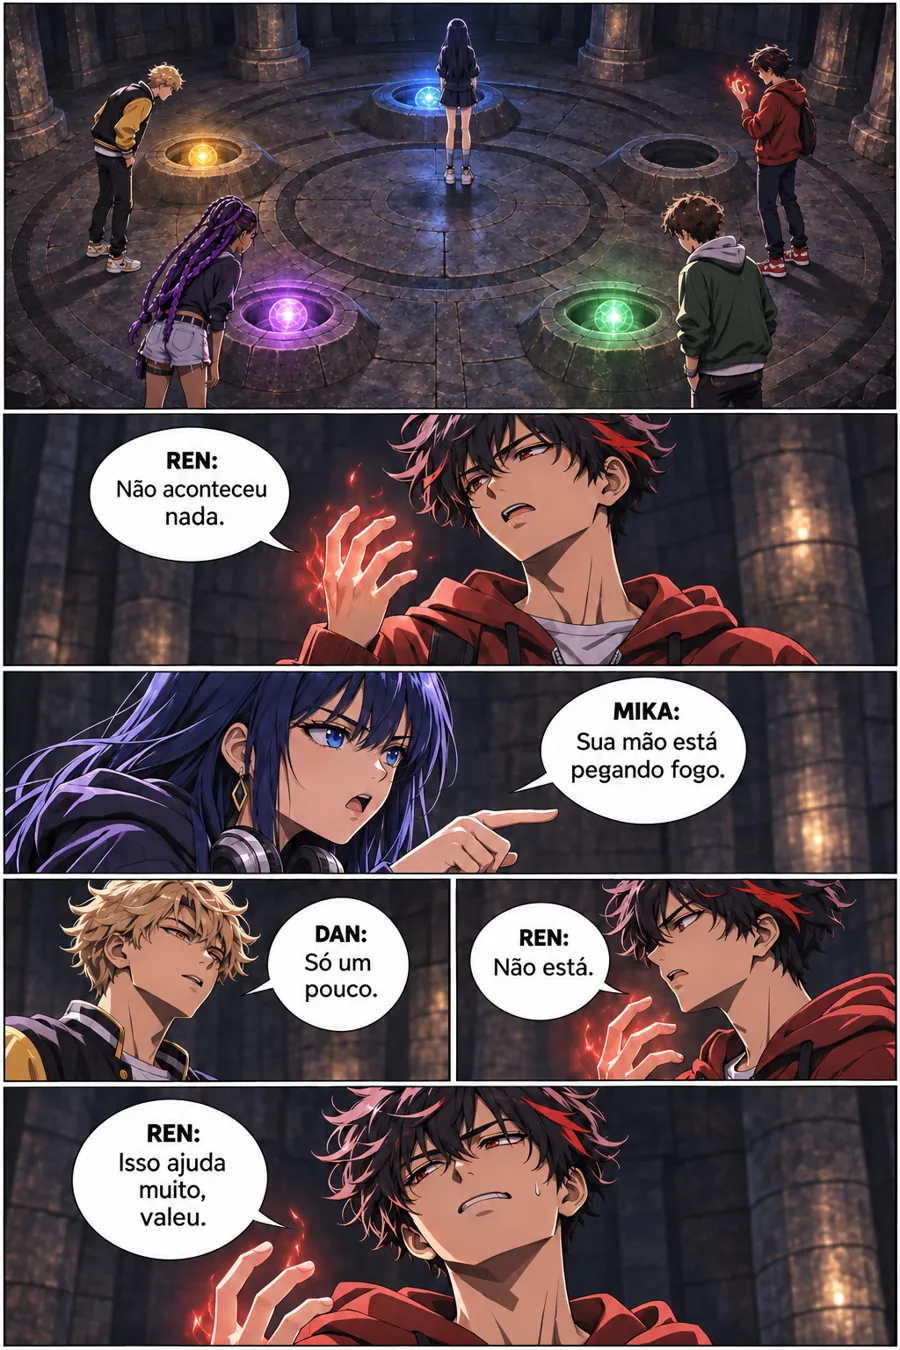 REN:
Não aconteceu
nada.
MIKA:
Sua mão está
pegando fogo.
DAN:
Só um
pouco.
REN:
Não está.
REN:
Isso ajuda
muito,
valeu.